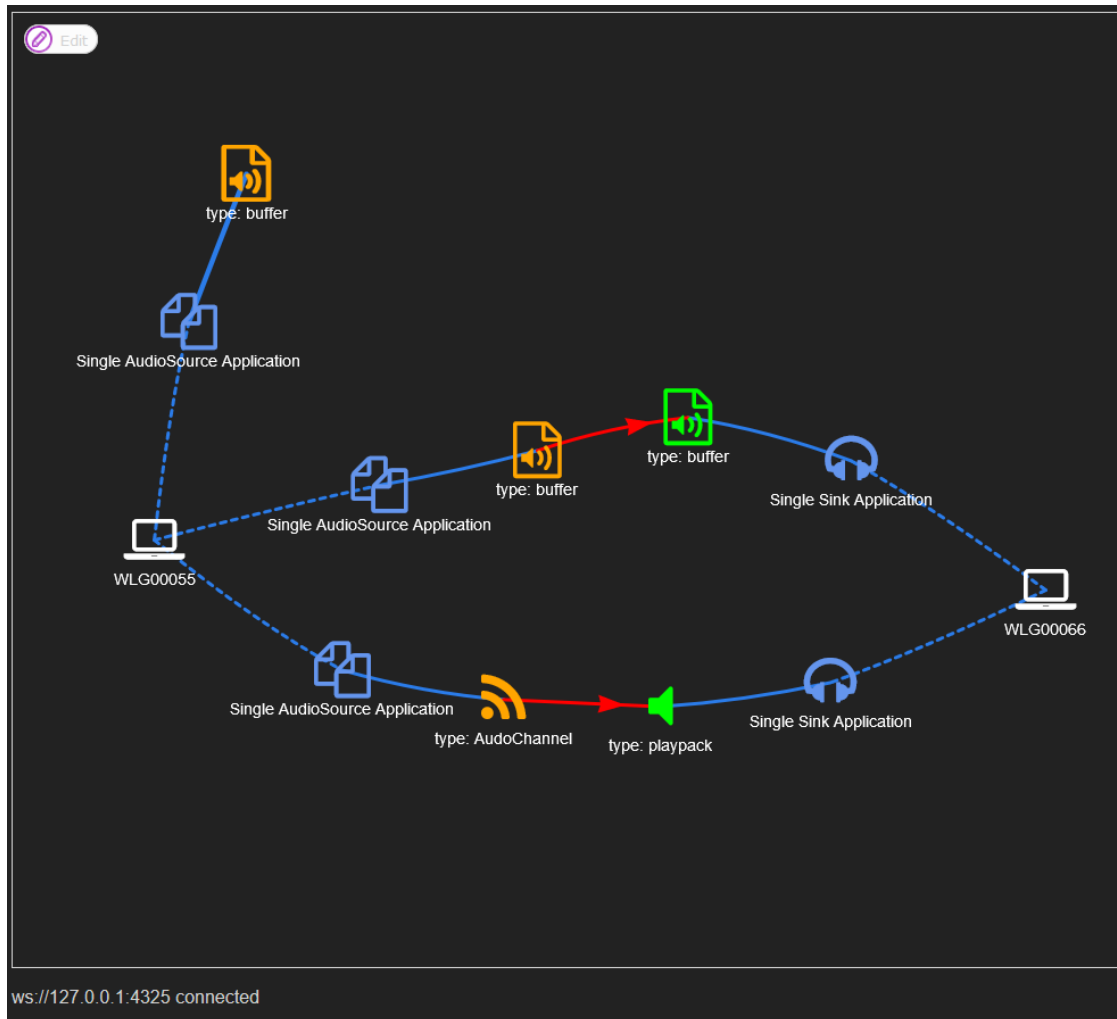 Edit
type: buffer
Single AudioSource Application
type: buffer
type: buffer
Single Sink Application
Single AudioSource Application
WLG00055
WLG00066
Single AudioSource Application
type: AudoChannel
type: playpack
Single Sink Application
ws://127.0.0.1:4325 connected